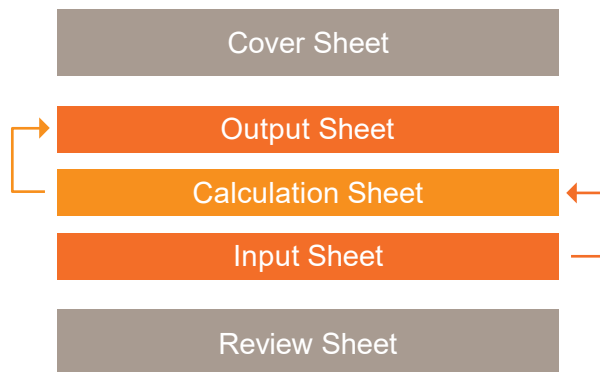 Cover Sheet
Output Sheet
Calculation Sheet
Input Sheet
Review Sheet